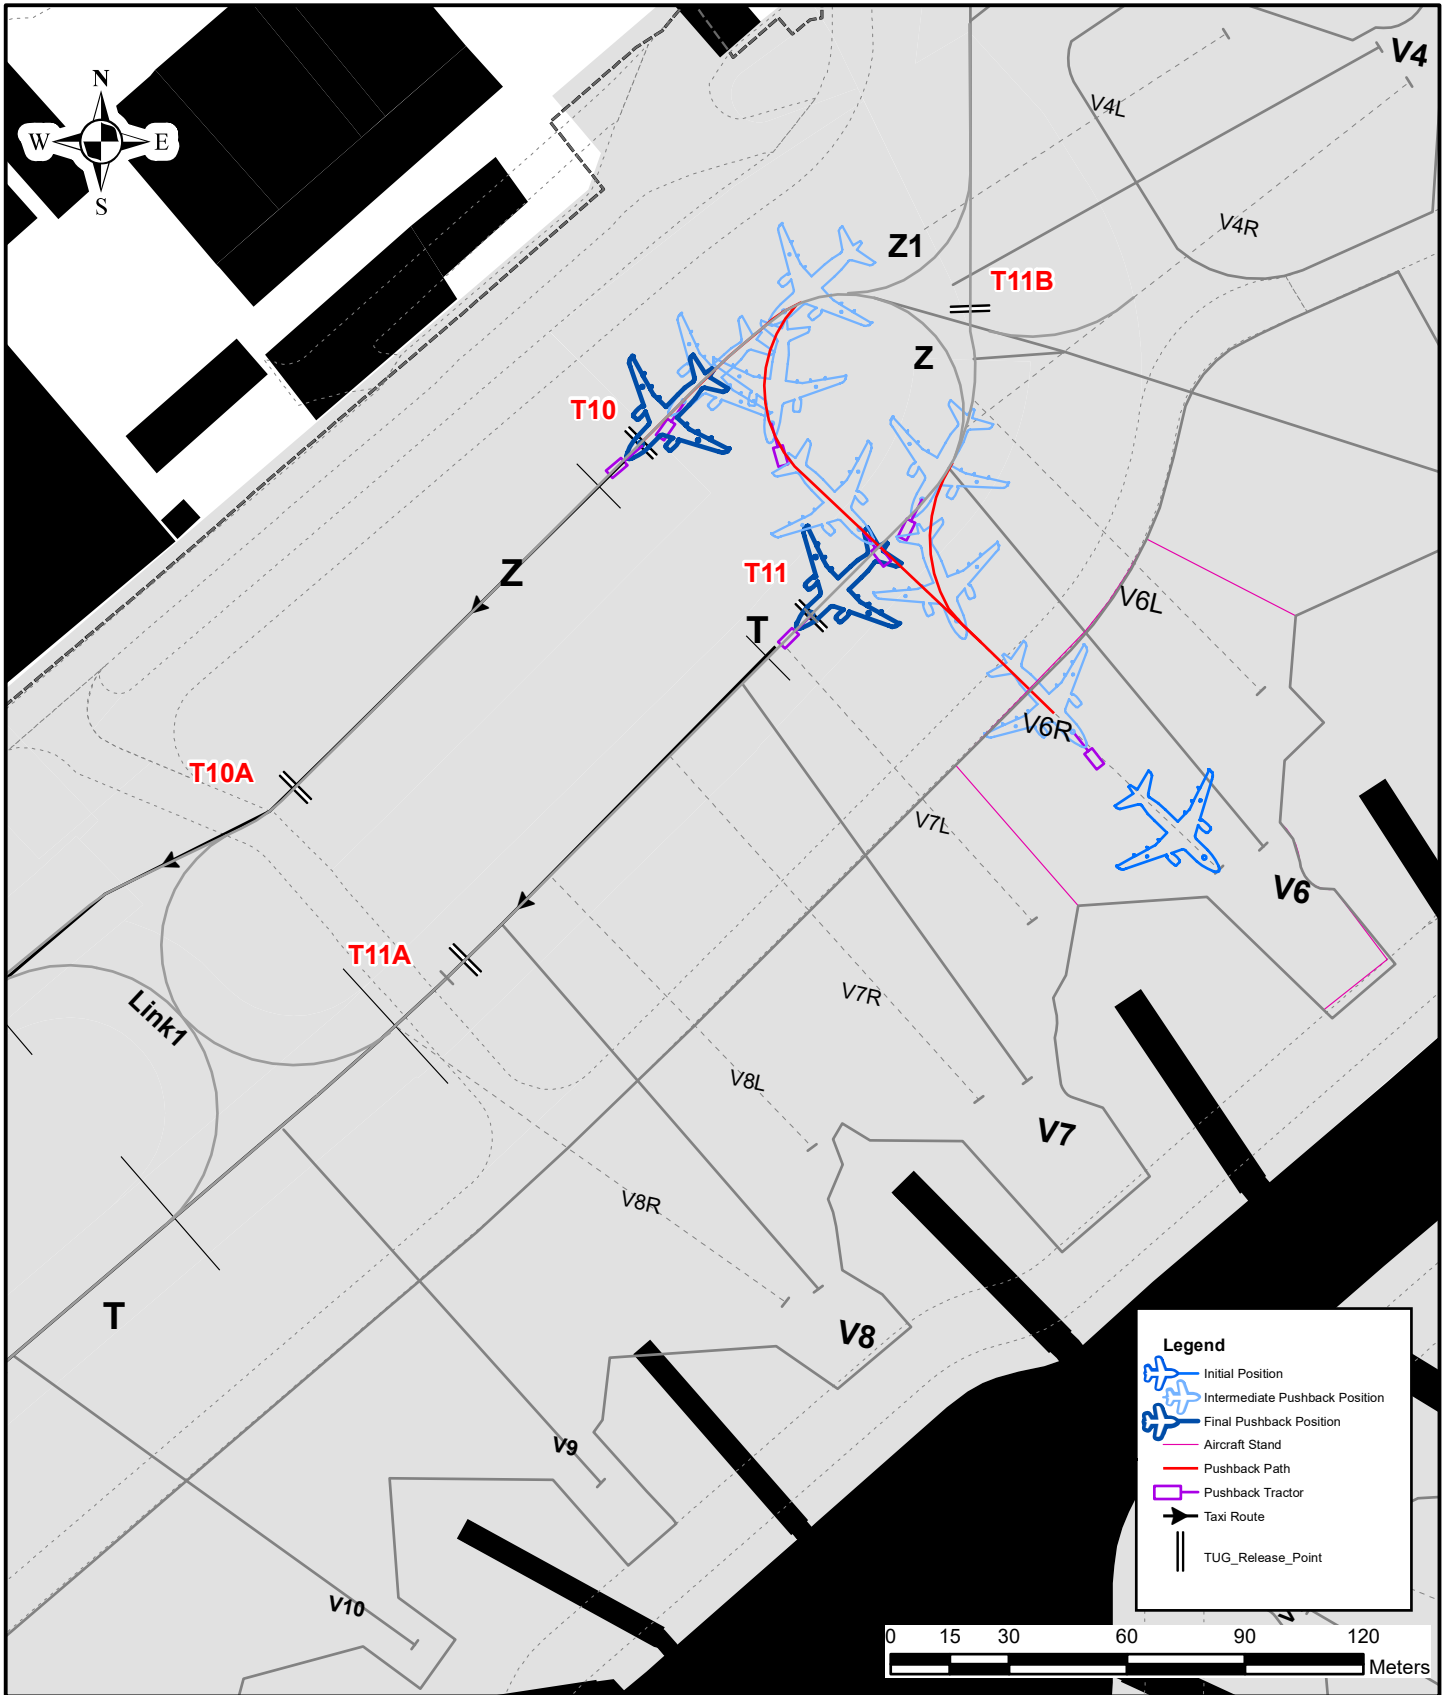 V4
N
V4L
W
E
S
V4R
Z1
T11B
Z
T10
Z
T11
V6L
T
V6R
T10A
V7L
V6
T11A
V7R
Link1
V8L
V7
V8R
T
V8
Legend
Initial Position
Intermediate Pushback Position
Final Pushback Position
Aircraft Stand
Pushback Path
Pushback Tractor
Taxi Route
TUG_Release_Point
V9
V10
0 15 30 60 90 120
Meters